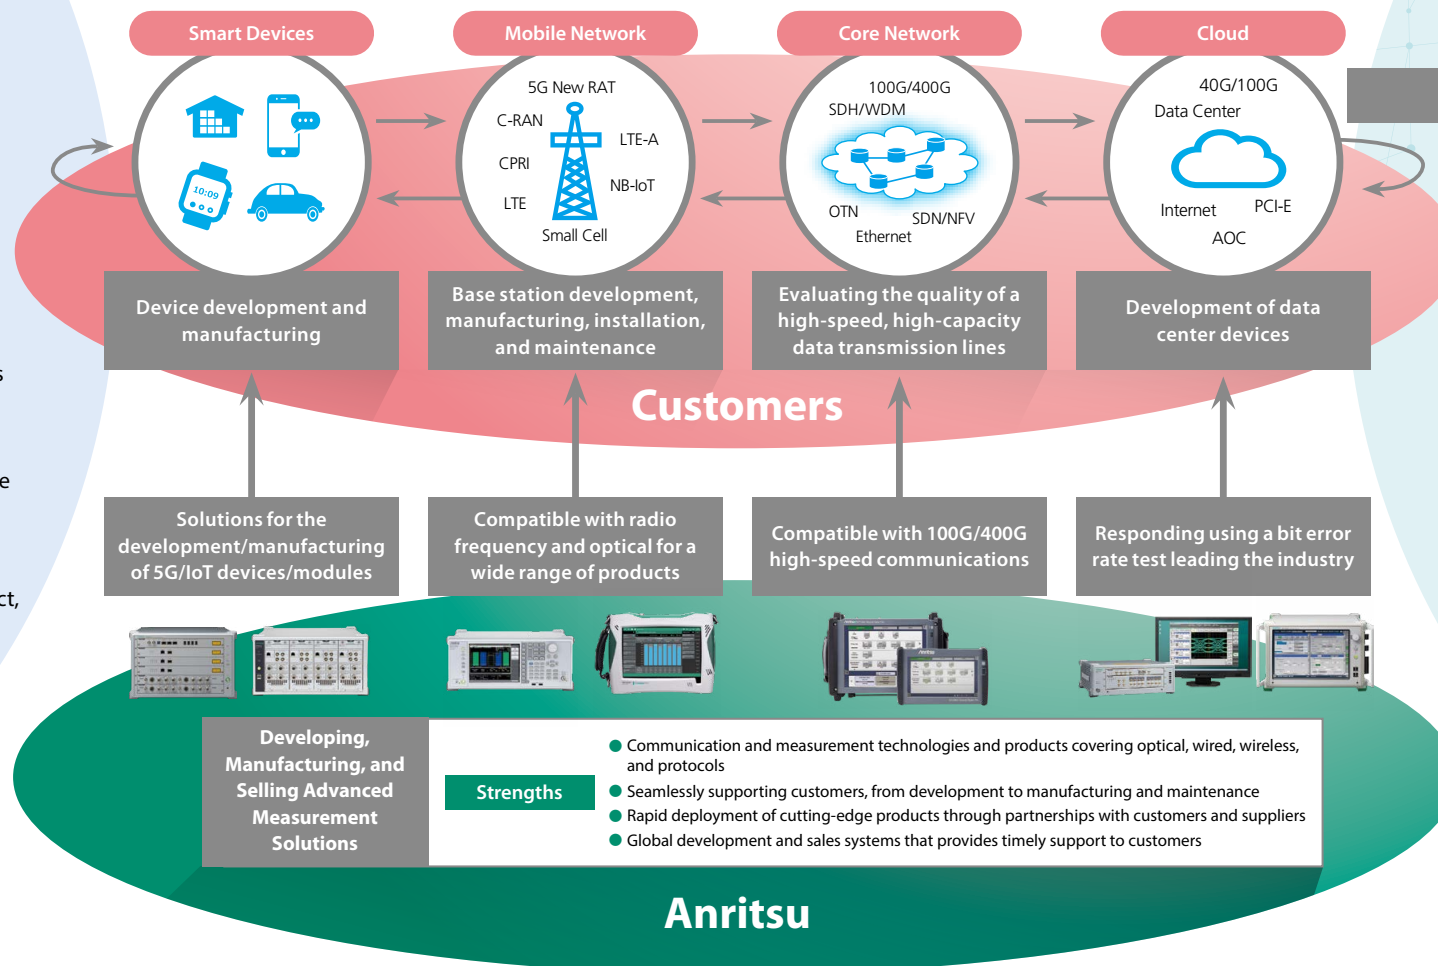 Smart Devices
Mobile Network
Core Network
Cloud
10:09
5G New RAT
C-RAN
LTE-A
CPRI
NB-IoT
LTE
Small Cell
100G/400G
SDH/WDM
OTN
SDN/NFV
Ethernet
40G/100G
Data Center
Internet
PCI-E
AOC
Device development and
manufacturing
Base station development,
manufacturing, installation,
and maintenance
Evaluating the quality of a
high-speed, high-capacity
data transmission lines
Development of data
center devices
s
Customers
e
Solutions for the
development/manufacturing
of 5G/IoT devices/modules
Compatible with radio
frequency and optical for a
wide range of products
Compatible with 100G/400G
high-speed communications
Responding using a bit error
rate test leading the industry
ct,
Developing,
Manufacturing, and
Selling Advanced
Measurement
Solutions
Strengths
● Communication and measurement technologies and products covering optical, wired, wireless,
and protocols
● Seamlessly supporting customers, from development to manufacturing and maintenance
● Rapid deployment of cutting-edge products through partnerships with customers and suppliers
● Global development and sales systems that provides timely support to customers
Anritsu